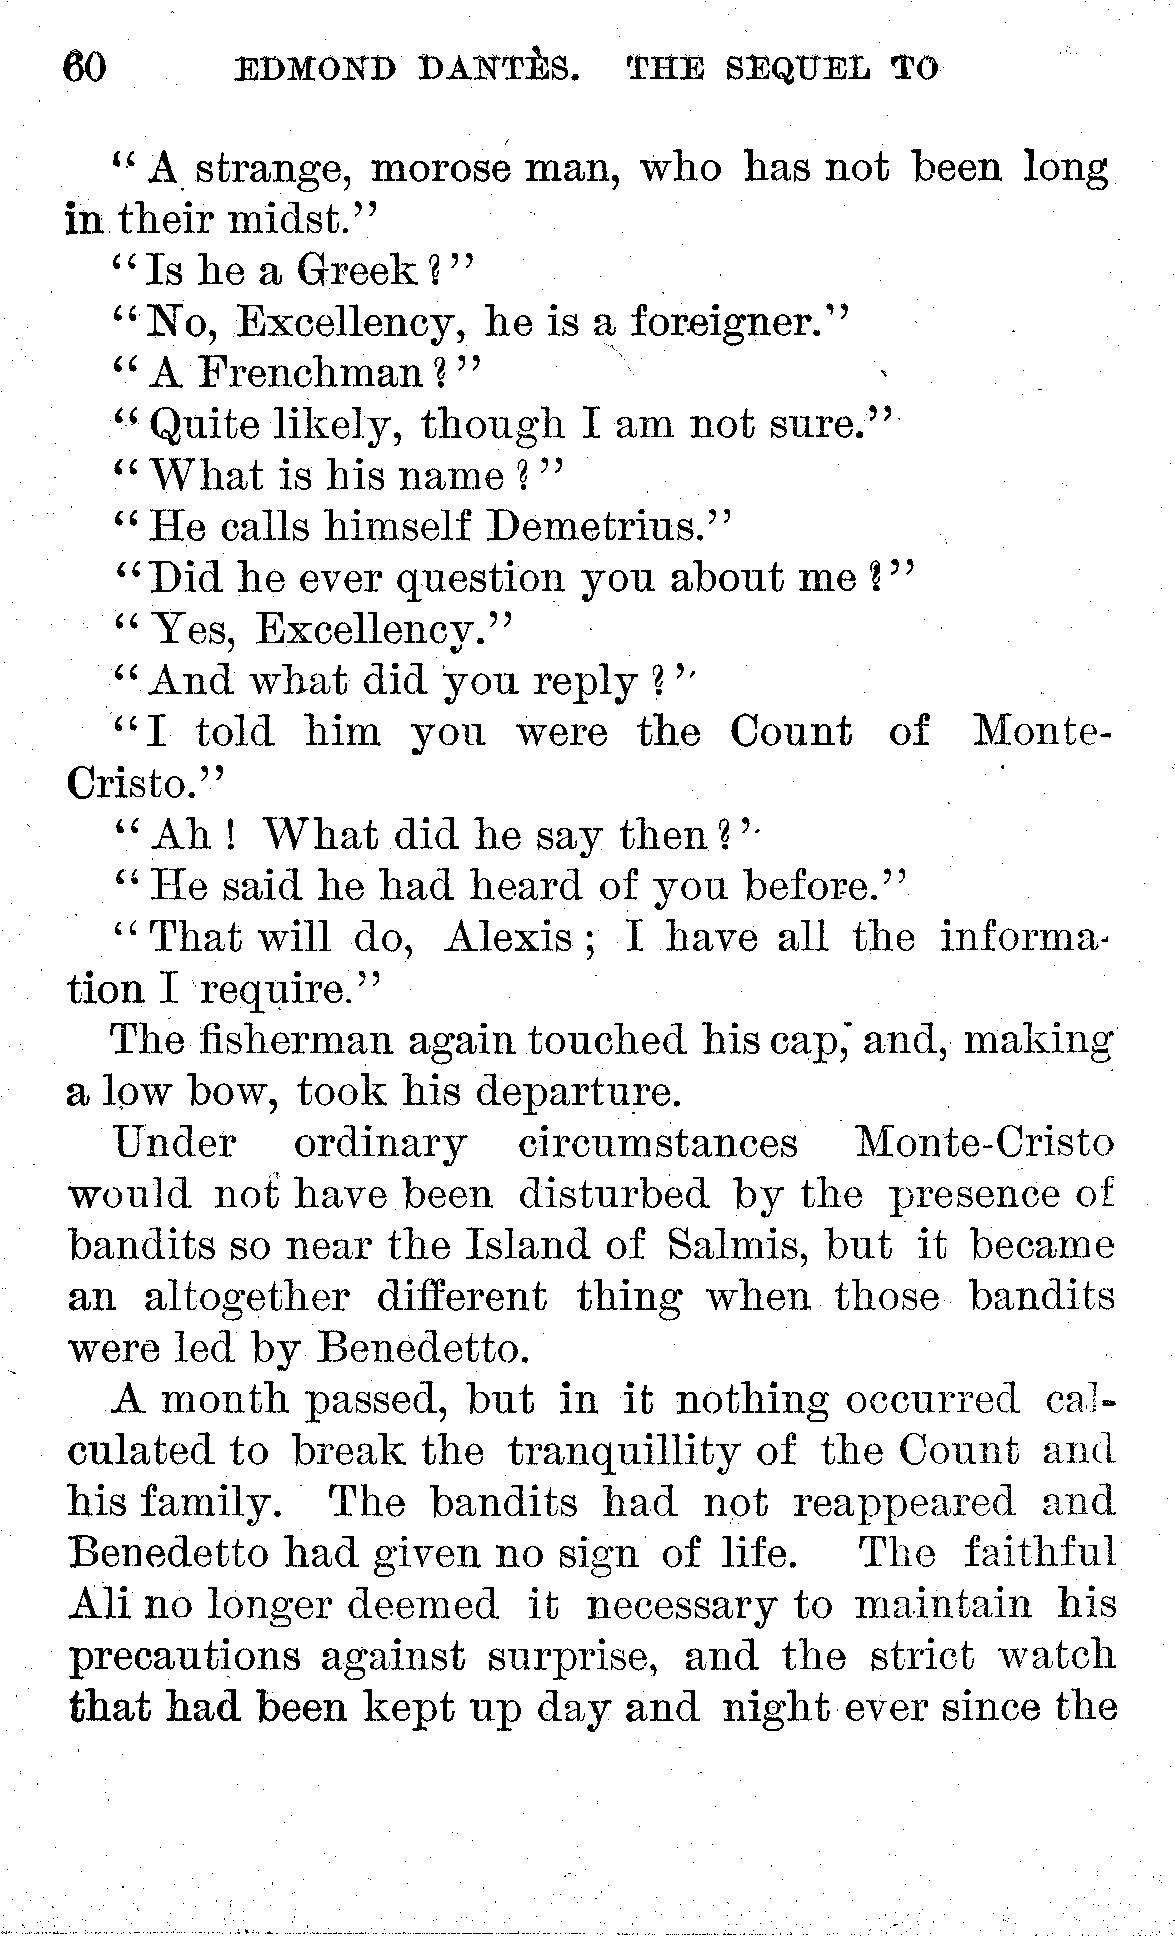 60 EDMOND DANTÈS. THE SEQUEL TO
"A strange, morose man, who has not been long
in their midst."
"Is he a Greek?"
"No, Excellency, he is a foreigner."
"A Frenchman?"
"Quite likely, though I am not sure."
"What is his name?"
"He calls himself Demetrius."
"Did he ever question you about me?"
"Yes, Excellency."
"And what did you reply?"
"I told him you were the Count of Monte-
Cristo."
"Ah! What did he say then?"
"He said he had heard of you before."
"That will do, Alexis; I have all the informa-
tion I require."
The fisherman again touched his cap, and, making
a low bow, took his departure.
Under ordinary circumstances Monte-Cristo
would not have been disturbed by the presence of
bandits so near the Island of Salmis, but it became
an altogether different thing when those bandits
were led by Benedetto.
A month passed, but in it nothing occurred cal-
culated to break the tranquillity of the Count and
his family. The bandits had not reappeared and
Benedetto had given no sign of life. The faithful
Ali no longer deemed it necessary to maintain his
precautions against surprise, and the strict watch
that had been kept up day and night ever since the